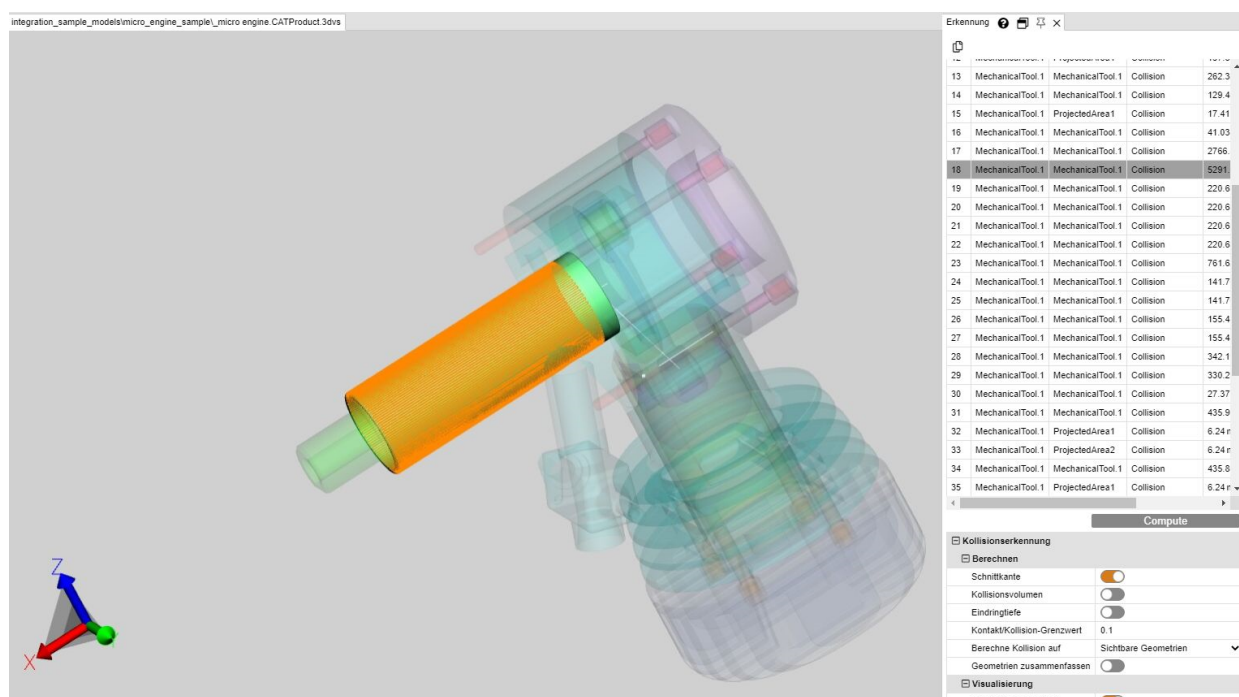 integration_sample_models\micro_engine_sample\_micro engine.CATProduct.3dvs
Erkennung
13 MechanicalTool.1 MechanicalTool.1 Collision 262.3
14 MechanicalTool.1 MechanicalTool.1 Collision 129.4
15 MechanicalTool.1 ProjectedArea1 Collision 17.41
16 MechanicalTool.1 MechanicalTool.1 Collision 41.03
17 MechanicalTool.1 MechanicalTool.1 Collision 2766.
18 MechanicalTool.1 MechanicalTool.1 Collision 5291.
19 MechanicalTool.1 MechanicalTool.1 Collision 220.6
20 MechanicalTool.1 MechanicalTool.1 Collision 220.6
21 MechanicalTool.1 MechanicalTool.1 Collision 220.6
22 MechanicalTool.1 MechanicalTool.1 Collision 220.6
23 MechanicalTool.1 MechanicalTool.1 Collision 761.6
24 MechanicalTool.1 MechanicalTool.1 Collision 141.7
25 MechanicalTool.1 MechanicalTool.1 Collision 141.7
26 MechanicalTool.1 MechanicalTool.1 Collision 155.4
27 MechanicalTool.1 MechanicalTool.1 Collision 155.4
28 MechanicalTool.1 MechanicalTool.1 Collision 342.1
29 MechanicalTool.1 MechanicalTool.1 Collision 330.2
30 MechanicalTool.1 MechanicalTool.1 Collision 27.37
31 MechanicalTool.1 MechanicalTool.1 Collision 435.9
32 MechanicalTool.1 ProjectedArea1 Collision 6.24 r
33 MechanicalTool.1 ProjectedArea2 Collision 6.24 r
34 MechanicalTool.1 MechanicalTool.1 Collision 435.8
35 MechanicalTool.1 ProjectedArea1 Collision 6.24 r
Compute
Kollisionserkennung
Berechnen
Schnittkante
Kollisionsvolumen
Eindringtiefe
Kontakt/Kollision-Grenzwert 0.1
Berechne Kollision auf Sichtbare Geometrien
Geometrien zusammenfassen
Visualisierung
Z
X